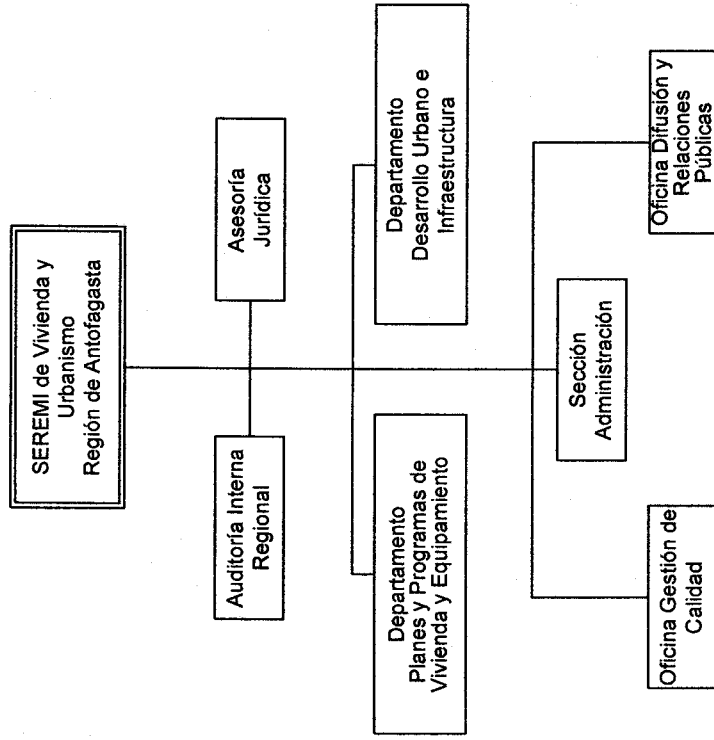 SEREMI de Vivienda y
Urbanismo
Región de Antofagasta
Auditoría Interna
Regional
Asesoría
Jurídica
Departamento
Planes y Programas de
Vivienda y Equipamiento
Departamento
Desarrollo Urbano e
Infraestructura
Oficina Gestión de
Calidad
Sección
Administración
Oficina Difusión y
Relaciones
Públicas